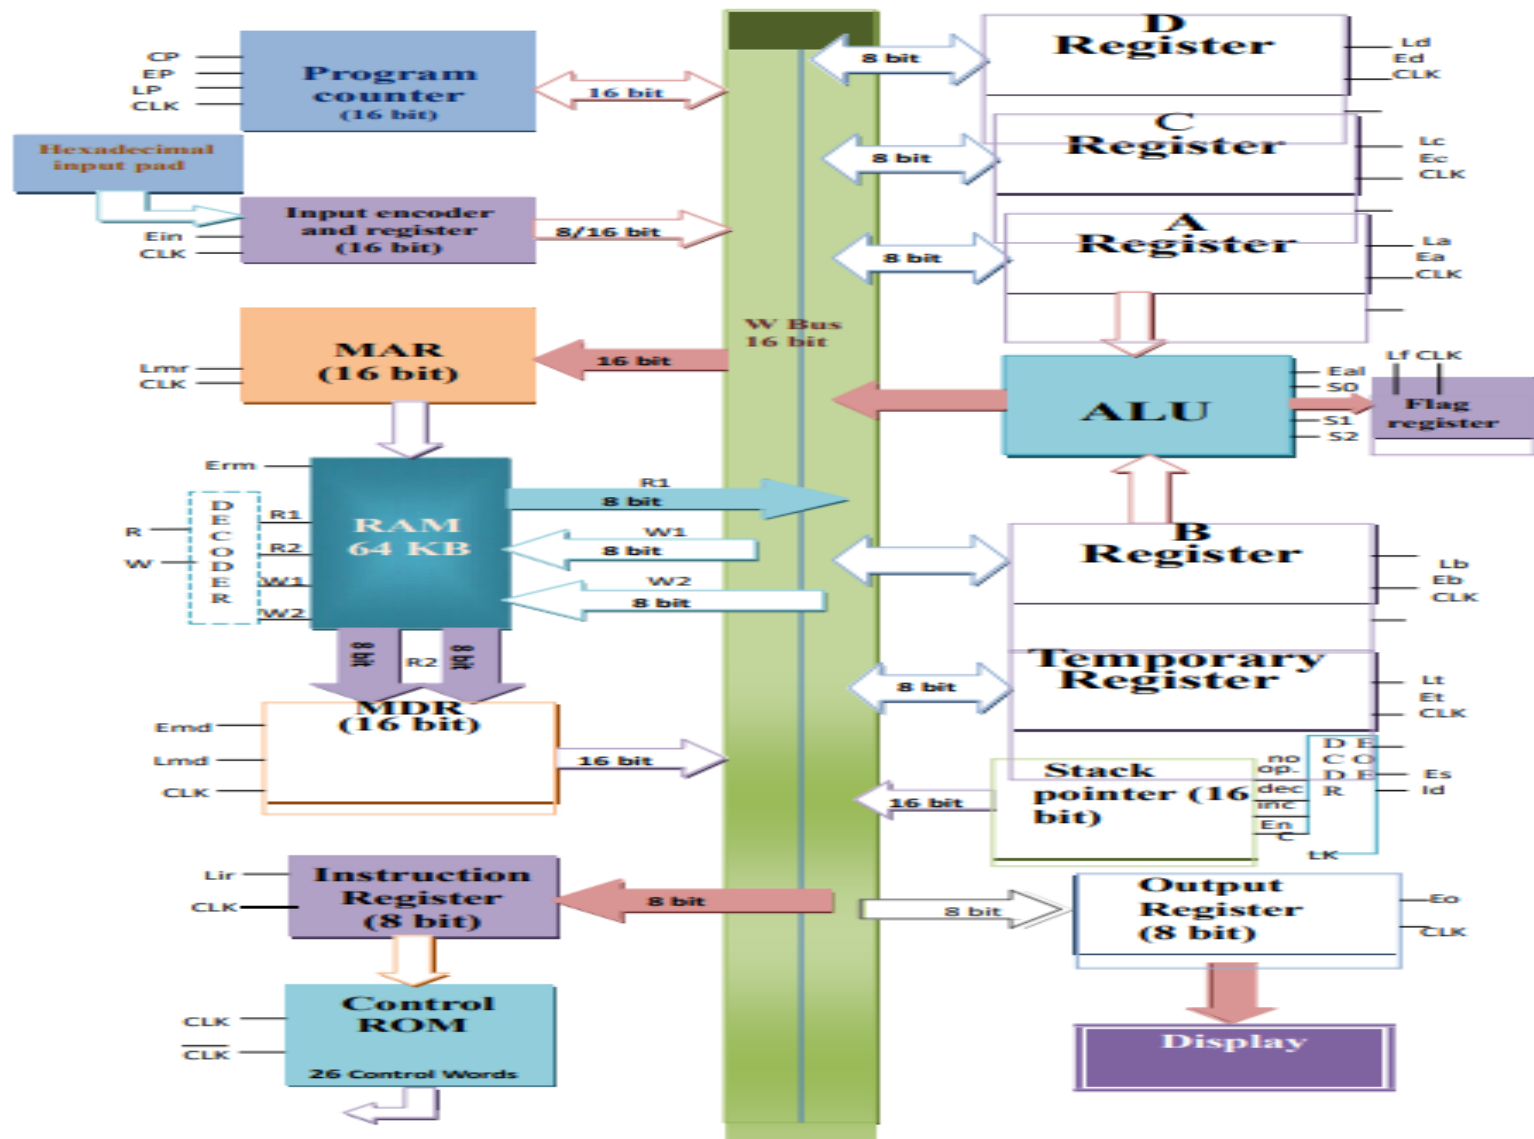 CP
EP
LP
CLK
Program
counter
(16 bit)
16 bit
Hexadecimal
input pad
Ein
CLK
Input encoder
and register
(16 bit)
8/16 bit
Lmr
CLK
MAR
(16 bit)
16 bit
W Bus
16 bit
Erm
R
W
DECODER
R1
R2
W1
W2
RAM
64 KB
R1
8 bit
W1
8 bit
W2
8 bit
8 bit
R2
8 bit
Emd
Lmd
CLK
MDR
(16 bit)
16 bit
Lir
CLK
Instruction
Register
(8 bit)
8 bit
CLK
CLK
Control
ROM
26 Control Words
8 bit
D
Register
Ld
Ed
CLK
8 bit
C
Register
Lc
Ec
CLK
8 bit
A
Register
La
Ea
CLK
ALU
Eal
S0
S1
S2
Lf CLK
Flag
register
B
Register
Lb
Eb
CLK
8 bit
Temporary
Register
Lt
Et
CLK
16 bit
Stack
pointer (16
bit)
no
op.
dec
inc
En
C
LK
D E
C O
D E
R
Es
Id
8 bit
Output
Register
(8 bit)
Eo
CLK
Display